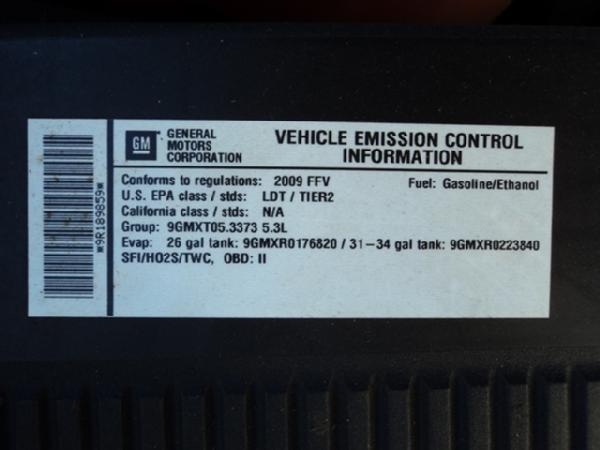 GM
GENERAL
MOTORS
CORPORATION
VEHICLE EMISSION CONTROL
INFORMATION
Conforms to regulations: 2009 FFV Fuel: Gasoline/Ethanol
U.S. EPA class / stds: LDT / TIER2
California class / stds: N/A
Group: 9GMXT05.3373 5.3L
Evap: 26 gal tank: 9GMXR0176820 / 31-34 gal tank: 9GMXR0223840
SFI/HO2S/TWC, OBD: II
*9R189859*